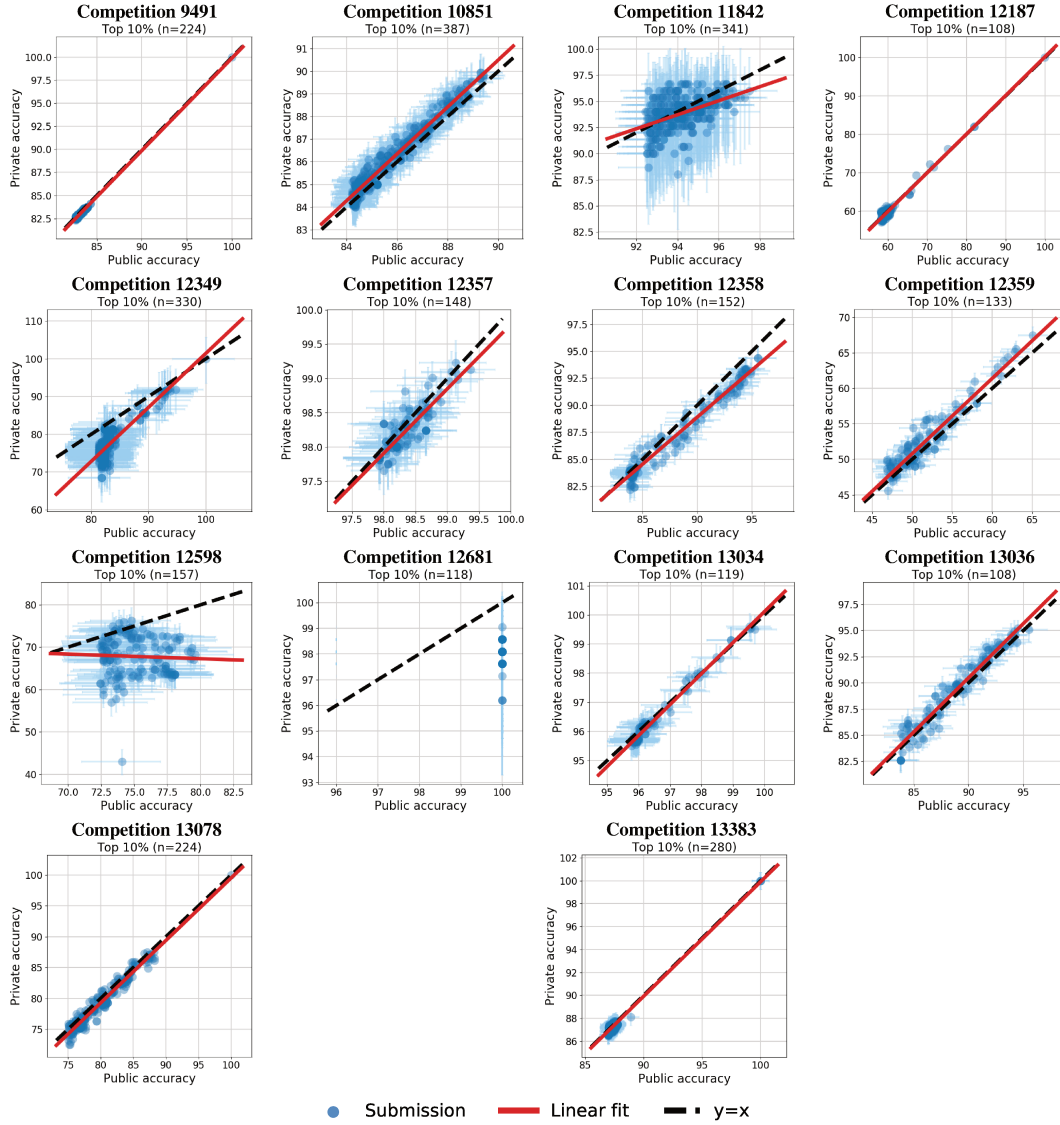 Competition 9491
Top 10% (n=224)
100.0
97.5
95.0
92.5
90.0
87.5
85.0
82.5
Private accuracy
85
90
95
100
Public accuracy
Competition 10851
Top 10% (n=387)
91
90
89
88
87
86
85
84
83
Private accuracy
84
86
88
90
Public accuracy
Competition 11842
Top 10% (n=341)
100.0
97.5
95.0
92.5
90.0
87.5
85.0
82.5
Private accuracy
92
94
96
98
Public accuracy
Competition 12187
Top 10% (n=108)
100
90
80
70
60
Private accuracy
60
70
80
90
100
Public accuracy
Competition 12349
Top 10% (n=330)
110
100
90
80
70
60
Private accuracy
80
90
100
Public accuracy
Competition 12357
Top 10% (n=148)
100.0
99.5
99.0
98.5
98.0
97.5
Private accuracy
97.5
98.0
98.5
99.0
99.5
100.0
Public accuracy
Competition 12358
Top 10% (n=152)
97.5
95.0
92.5
90.0
87.5
85.0
82.5
Private accuracy
85
90
95
Public accuracy
Competition 12359
Top 10% (n=133)
70
65
60
55
50
45
Private accuracy
45
50
55
60
65
Public accuracy
Competition 12598
Top 10% (n=157)
80
70
60
50
40
Private accuracy
70.0
72.5
75.0
77.5
80.0
82.5
Public accuracy
Competition 12681
Top 10% (n=118)
100
99
98
97
96
95
94
93
Private accuracy
96
97
98
99
100
Public accuracy
Competition 13034
Top 10% (n=119)
101
100
99
98
97
96
95
Private accuracy
95
96
97
98
99
100
Public accuracy
Competition 13036
Top 10% (n=108)
97.5
95.0
92.5
90.0
87.5
85.0
82.5
Private accuracy
85
90
95
Public accuracy
Competition 13078
Top 10% (n=224)
100
95
90
85
80
75
Private accuracy
75
80
85
90
95
100
Public accuracy
Competition 13383
Top 10% (n=280)
102
100
98
96
94
92
90
88
86
Private accuracy
85
90
95
100
Public accuracy
Submission
Linear fit
y=x